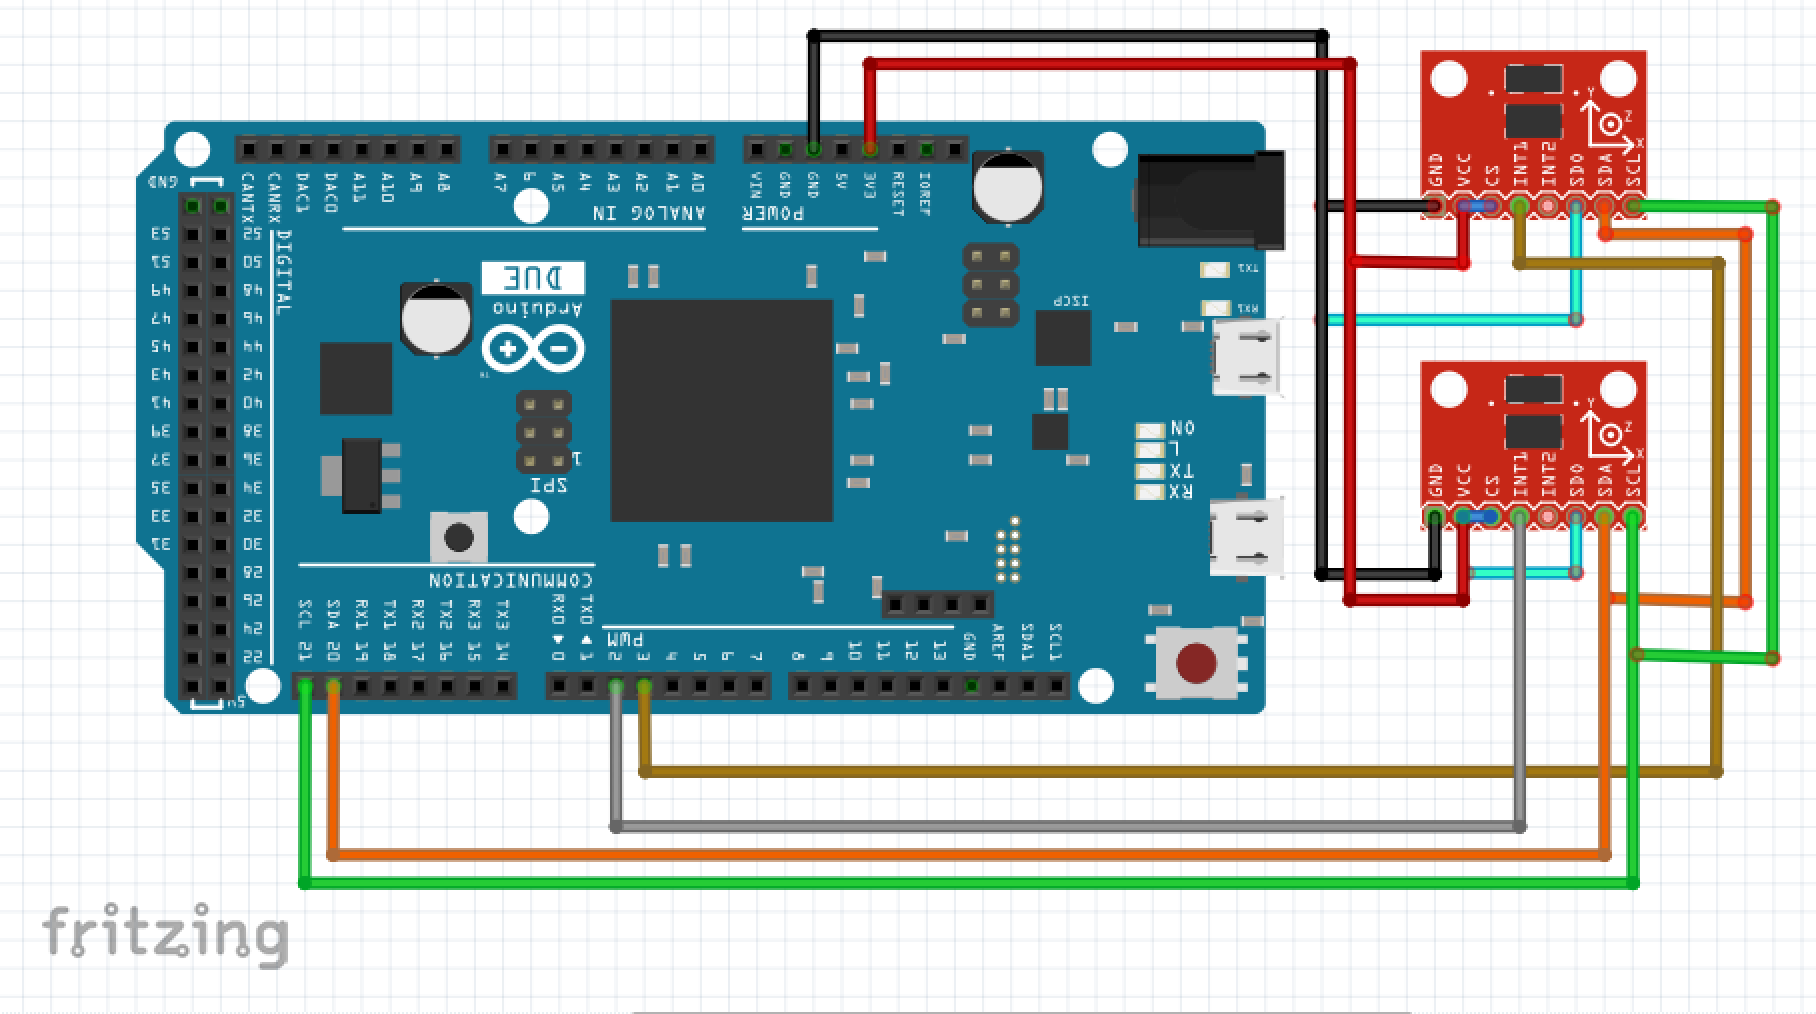 GND VCC CS INT1 INT2 SDO SDA SCL
Y Z X
GND
CANTX CANRX DAC1 DAC0 A11 A10 A9 A8
A7 6 A5 A4 A3 A2 A1 A0
VIN GND GND 5V 3V3 RESET IOREF
ANALOG IN
POWER
DIGITAL
53 52
51 50
49 48
47 46
45 44
43 42
41 40
39 38
37 36
35 34
33 32
31 30
28
26
24
22
5V
DUE
Arduino
TM
ISCP
TX1
RX1
1
SPI
ON
L
TX
RX
GND VCC CS INT1 INT2 SDO SDA SCL
Y Z X
COMMUNICATION
SCL 21 SDA 20 RX1 19 TX1 18 RX2 17 TX2 16 RX3 15 TX3 14
RX0 0 TX0 1 2 3 4 5 6 7
PWM
8 9 10 11 12 13 GND AREF SDA1 SCL1
fritzing